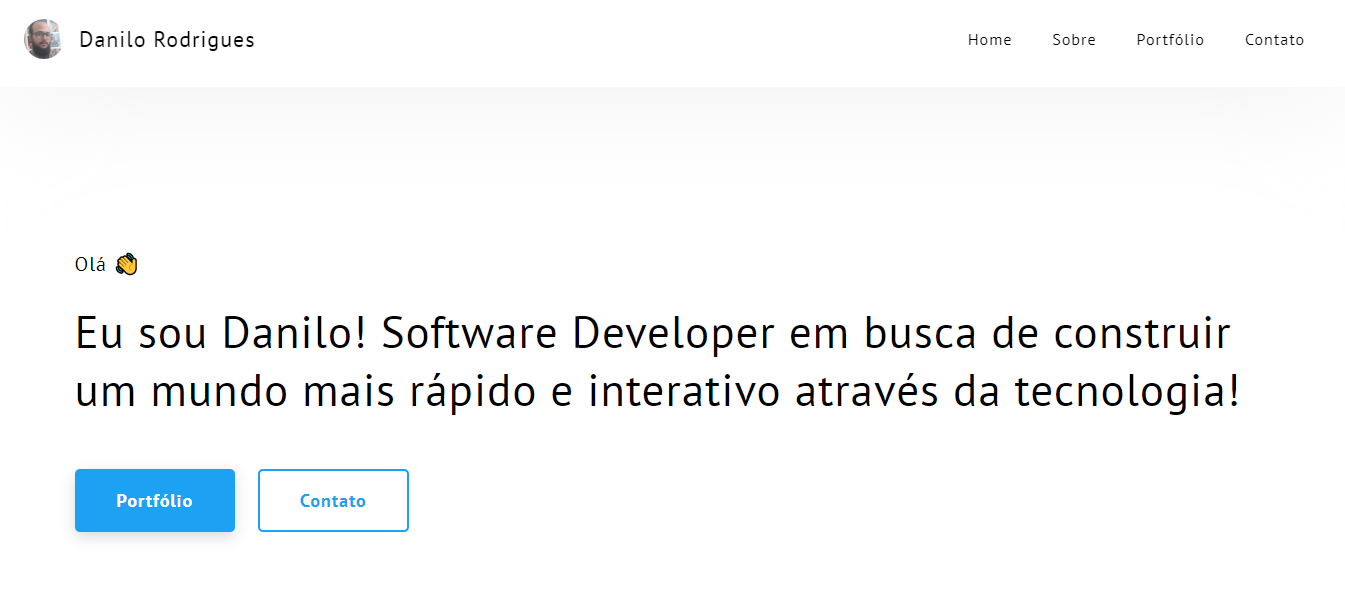 Danilo Rodrigues
Home Sobre Portfólio Contato
Olá 👋
Eu sou Danilo! Software Developer em busca de construir
um mundo mais rápido e interativo através da tecnologia!
Portfólio Contato